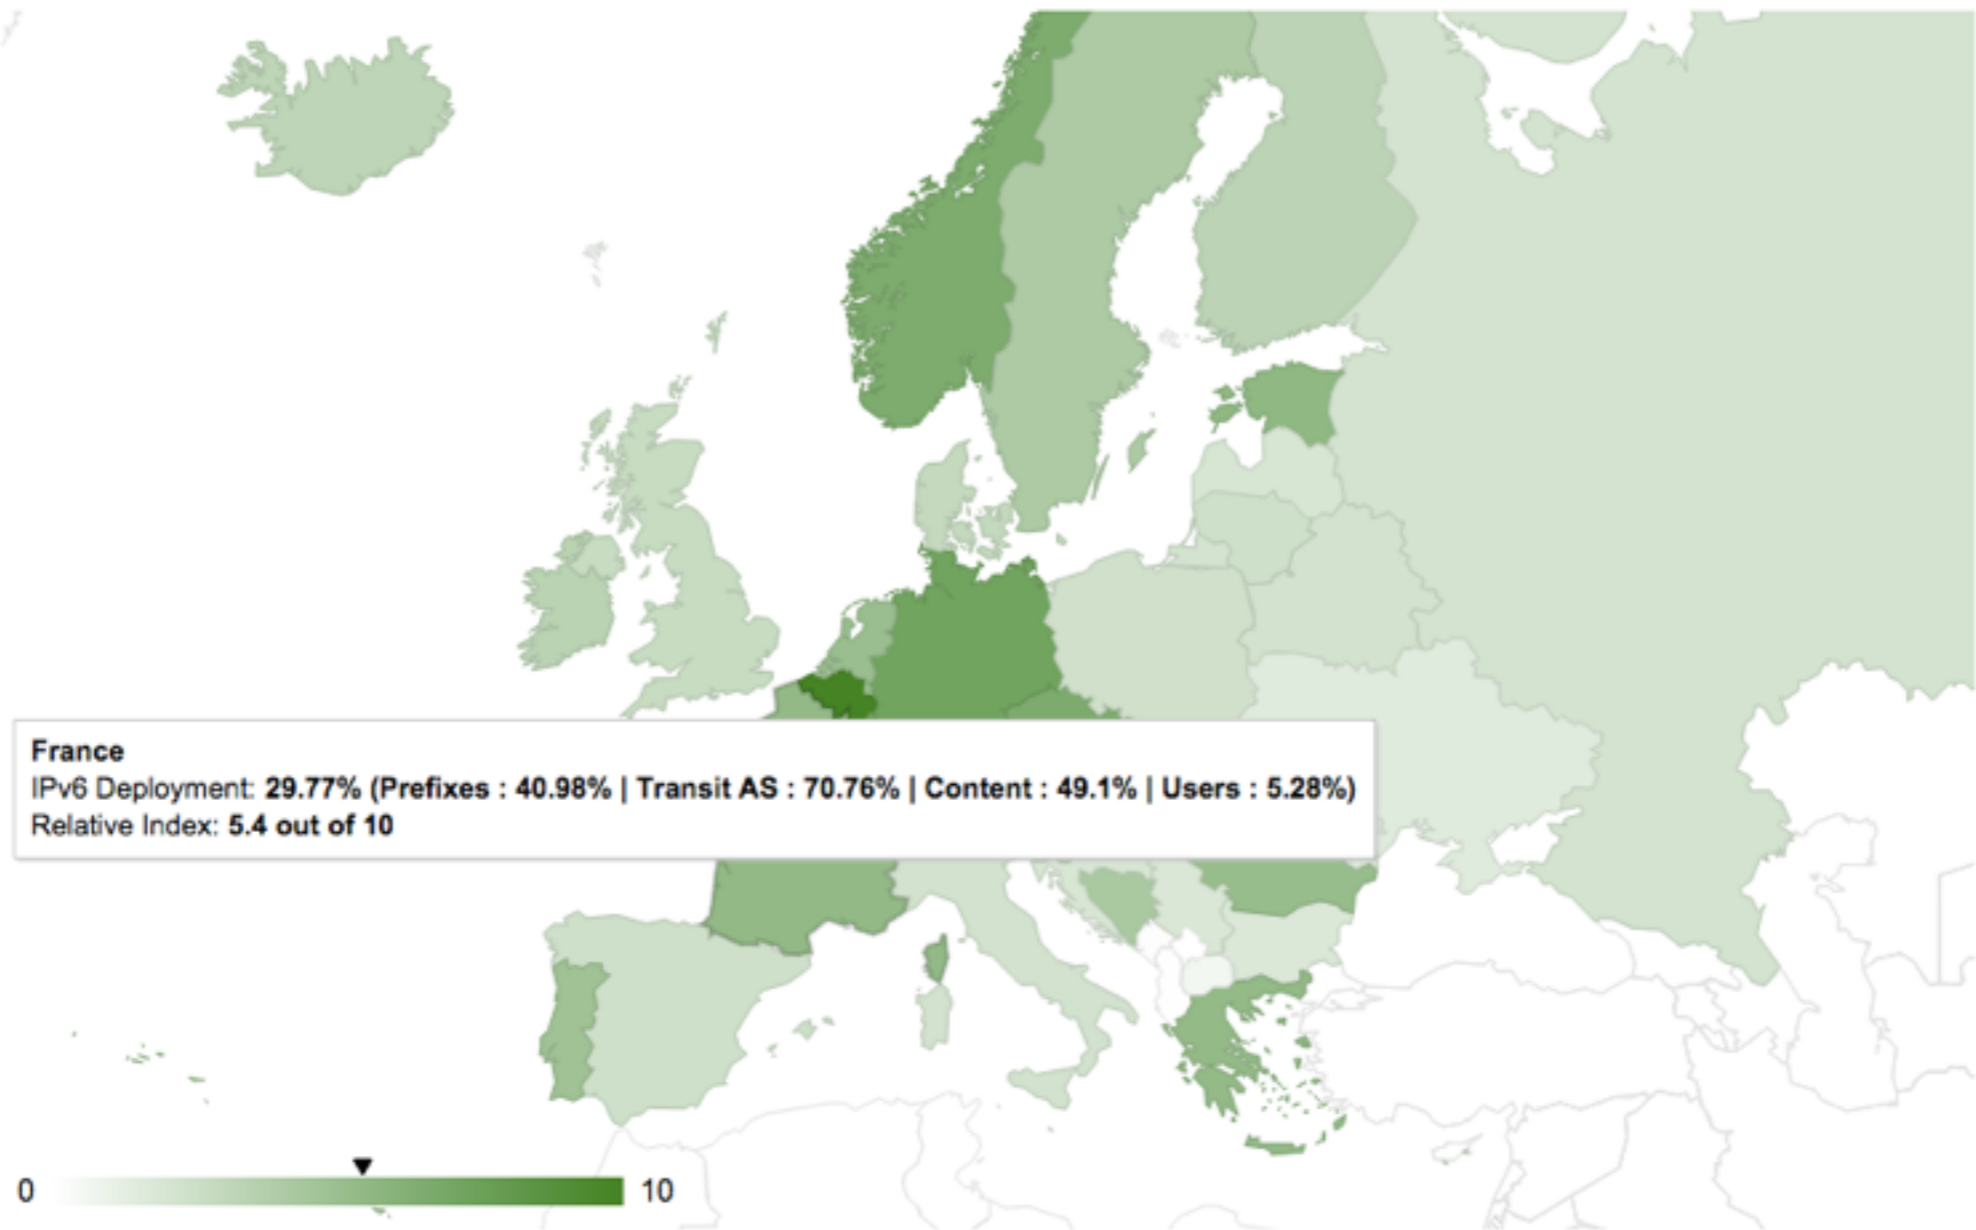 France
IPv6 Deployment: 29.77% (Prefixes : 40.98% | Transit AS : 70.76% | Content : 49.1% | Users : 5.28%)
Relative Index: 5.4 out of 10
0 10